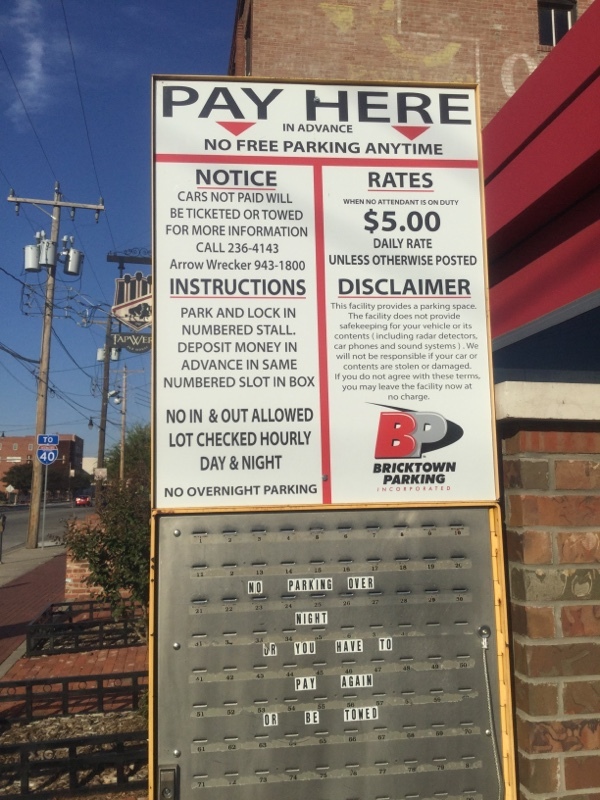 PAY HERE
IN ADVANCE
NO FREE PARKING ANYTIME
NOTICE
CARS NOT PAID WILL
BE TICKETED OR TOWED
FOR MORE INFORMATION
CALL 236-4143
Arrow Wrecker 943-1800
INSTRUCTIONS
PARK AND LOCK IN
NUMBERED STALL.
DEPOSIT MONEY IN
ADVANCE IN SAME
NUMBERED SLOT IN BOX
NO IN & OUT ALLOWED
LOT CHECKED HOURLY
DAY & NIGHT
NO OVERNIGHT PARKING
RATES
WHEN NO ATTENDANT IS ON DUTY
$5.00
DAILY RATE
UNLESS OTHERWISE POSTED
DISCLAIMER
This facility provides a parking space.
The facility does not provide
safekeeping for your vehicle or its
contents ( including radar detectors,
car phones and sound systems ) . We
will not be responsible if your car or
contents are stolen or damaged.
If you do not agree with these terms,
you may leave the facility now at
no charge.
BP
BRICKTOWN
PARKING
INCORPORATED
NO PARKING OVER
NIGHT
OR YOU HAVE TO
PAY AGAIN
OR BE TOWED
TAPWER
TO
40